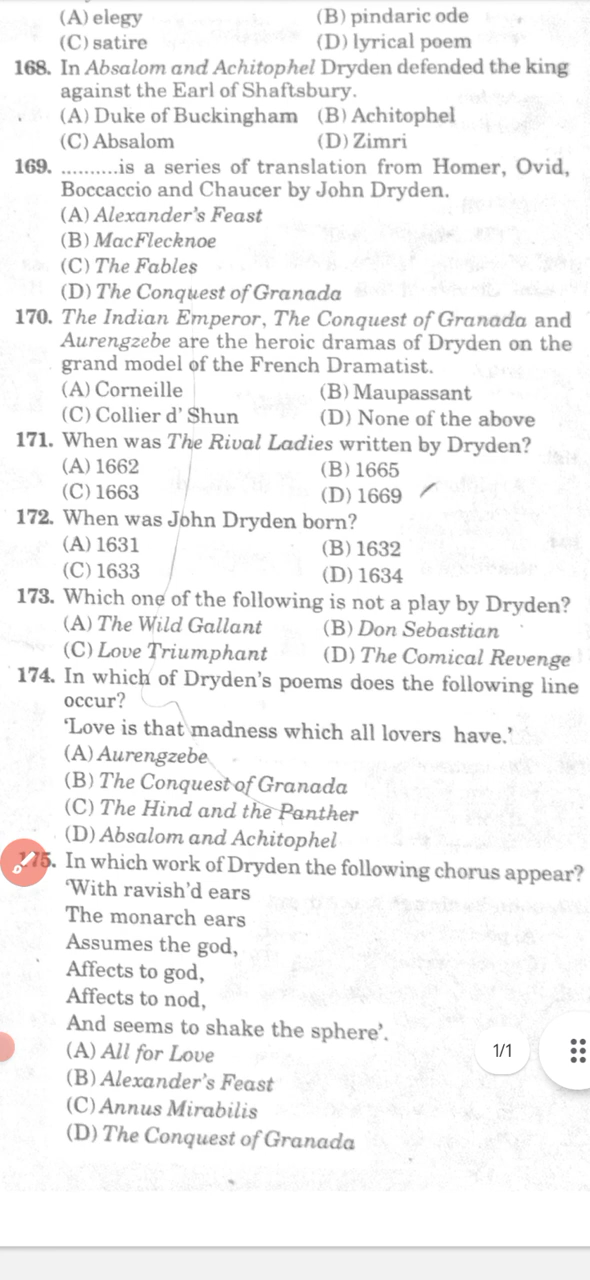 (A) elegy (B) pindaric ode
(C) satire (D) lyrical poem
168. In Absalom and Achitophel Dryden defended the king
against the Earl of Shaftsbury.
(A) Duke of Buckingham (B) Achitophel
(C) Absalom (D) Zimri
169. ..........is a series of translation from Homer, Ovid,
Boccaccio and Chaucer by John Dryden.
(A) Alexander's Feast
(B) MacFlecknoe
(C) The Fables
(D) The Conquest of Granada
170. The Indian Emperor, The Conquest of Granada and
Aurengzebe are the heroic dramas of Dryden on the
grand model of the French Dramatist.
(A) Corneille (B) Maupassant
(C) Collier d' Shun (D) None of the above
171. When was The Rival Ladies written by Dryden?
(A) 1662 (B) 1665
(C) 1663 (D) 1669
172. When was John Dryden born?
(A) 1631 (B) 1632
(C) 1633 (D) 1634
173. Which one of the following is not a play by Dryden?
(A) The Wild Gallant (B) Don Sebastian
(C) Love Triumphant (D) The Comical Revenge
174. In which of Dryden's poems does the following line
occur?
'Love is that madness which all lovers have.'
(A) Aurengzebe
(B) The Conquest of Granada
(C) The Hind and the Panther
(D) Absalom and Achitophel
175. In which work of Dryden the following chorus appear?
'With ravish'd ears
The monarch ears
Assumes the god,
Affects to god,
Affects to nod,
And seems to shake the sphere'.
(A) All for Love
(B) Alexander's Feast
(C) Annus Mirabilis
(D) The Conquest of Granada
1/1